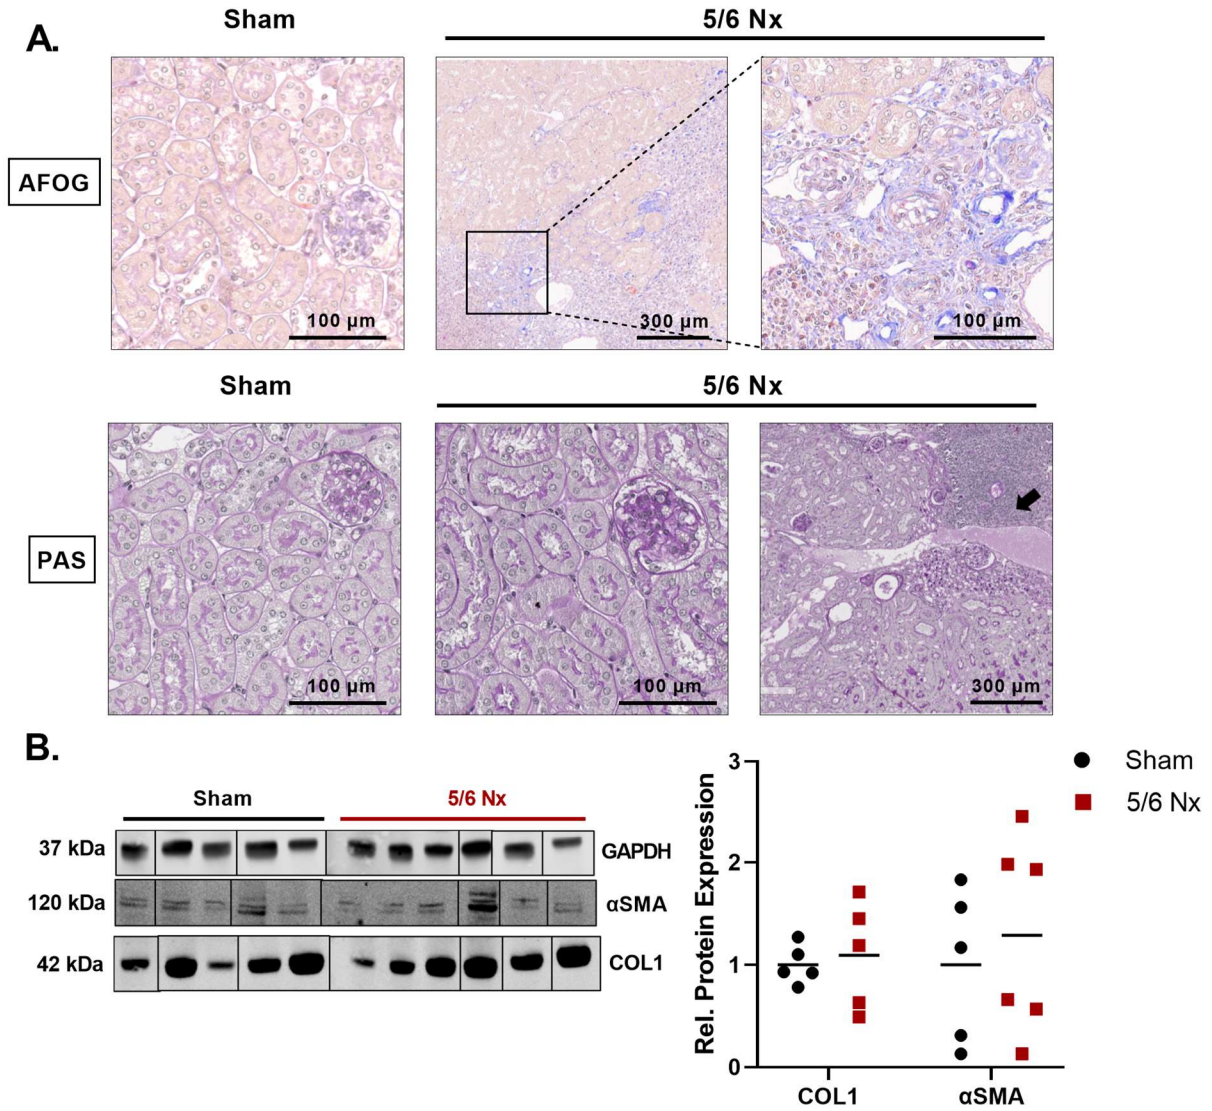 A.
Sham
5/6 Nx
AFOG
100 µm
300 µm
100 µm
Sham
5/6 Nx
PAS
100 µm
100 µm
300 µm
B.
Sham
5/6 Nx
37 kDa
GAPDH
120 kDa
αSMA
42 kDa
COL1
Rel. Protein Expression
3
2
1
0
COL1
αSMA
Sham
5/6 Nx